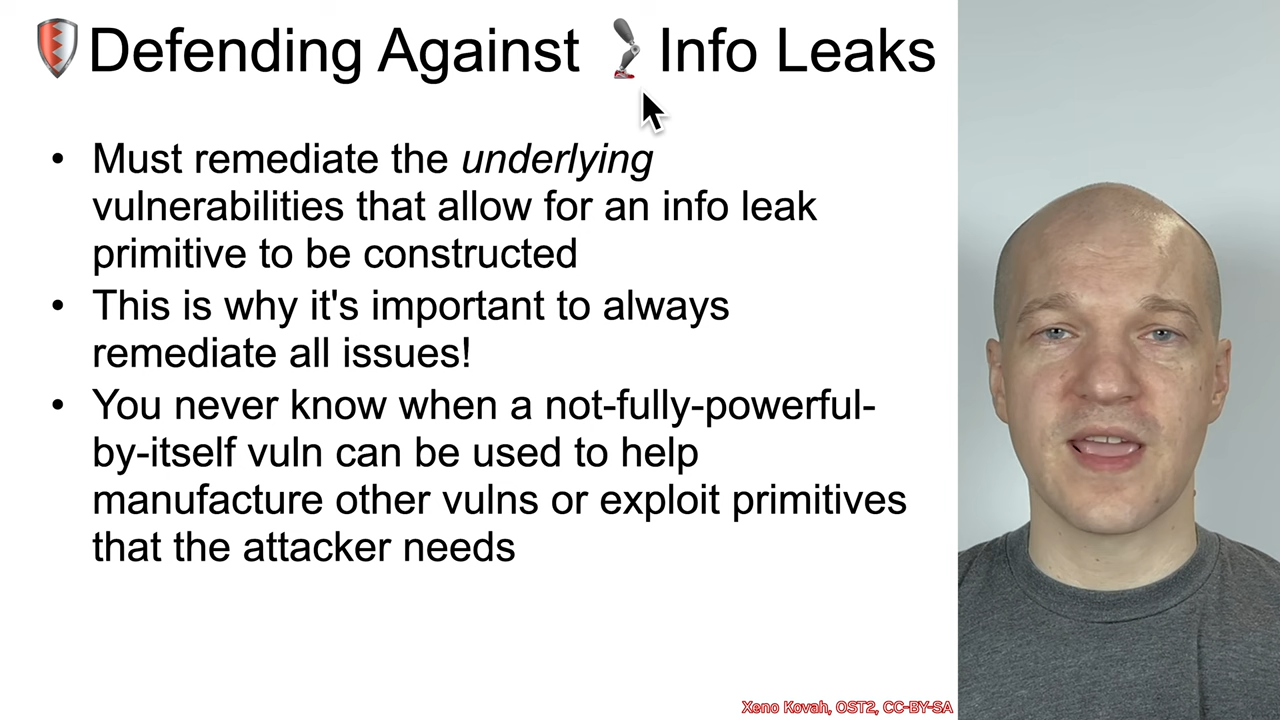 Defending Against Info Leaks
• Must remediate the underlying
vulnerabilities that allow for an info leak
primitive to be constructed
• This is why it's important to always
remediate all issues!
• You never know when a not-fully-powerful-
by-itself vuln can be used to help
manufacture other vulns or exploit primitives
that the attacker needs
Xeno Kovah, OST2, CC-BY-SA